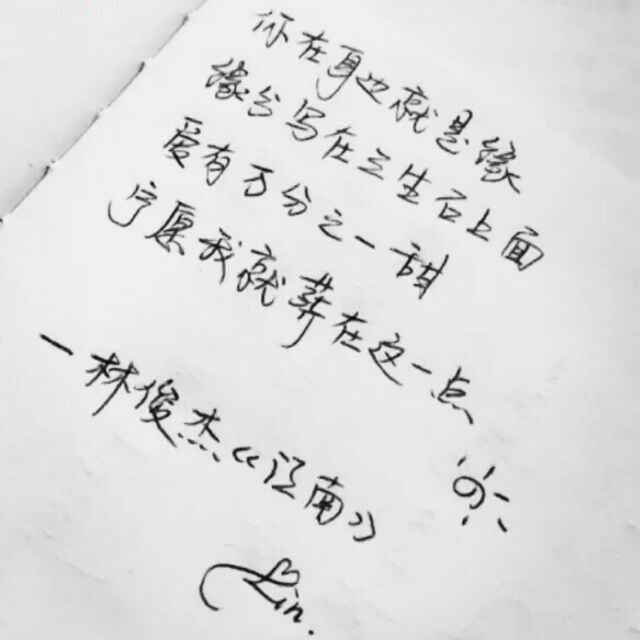 你在身边就是缘
缘分写在三生石上面
爱有万分之一甜
宁愿我就葬在这一点
一林俊杰《江南》
Lin.